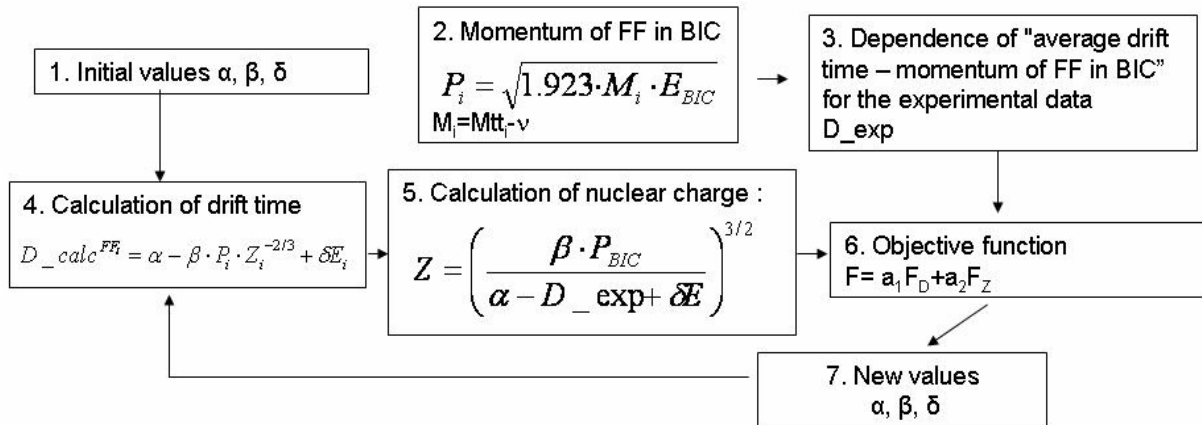 1. Initial values α, β, δ
2. Momentum of FF in BIC
P_i = √(1.923·M_i·E_BIC)
M_i=Mtt_i-ν
3. Dependence of "average drift
time – momentum of FF in BIC”
for the experimental data
D_exp
4. Calculation of drift time
D_calc^{FF_i} = α − β·P_i·Z_i^{−2/3} + δE_i
5. Calculation of nuclear charge :
Z = (β·P_BIC / (α − D_exp + δE))^{3/2}
6. Objective function
F= a_1F_D+a_2F_Z
7. New values
α, β, δ